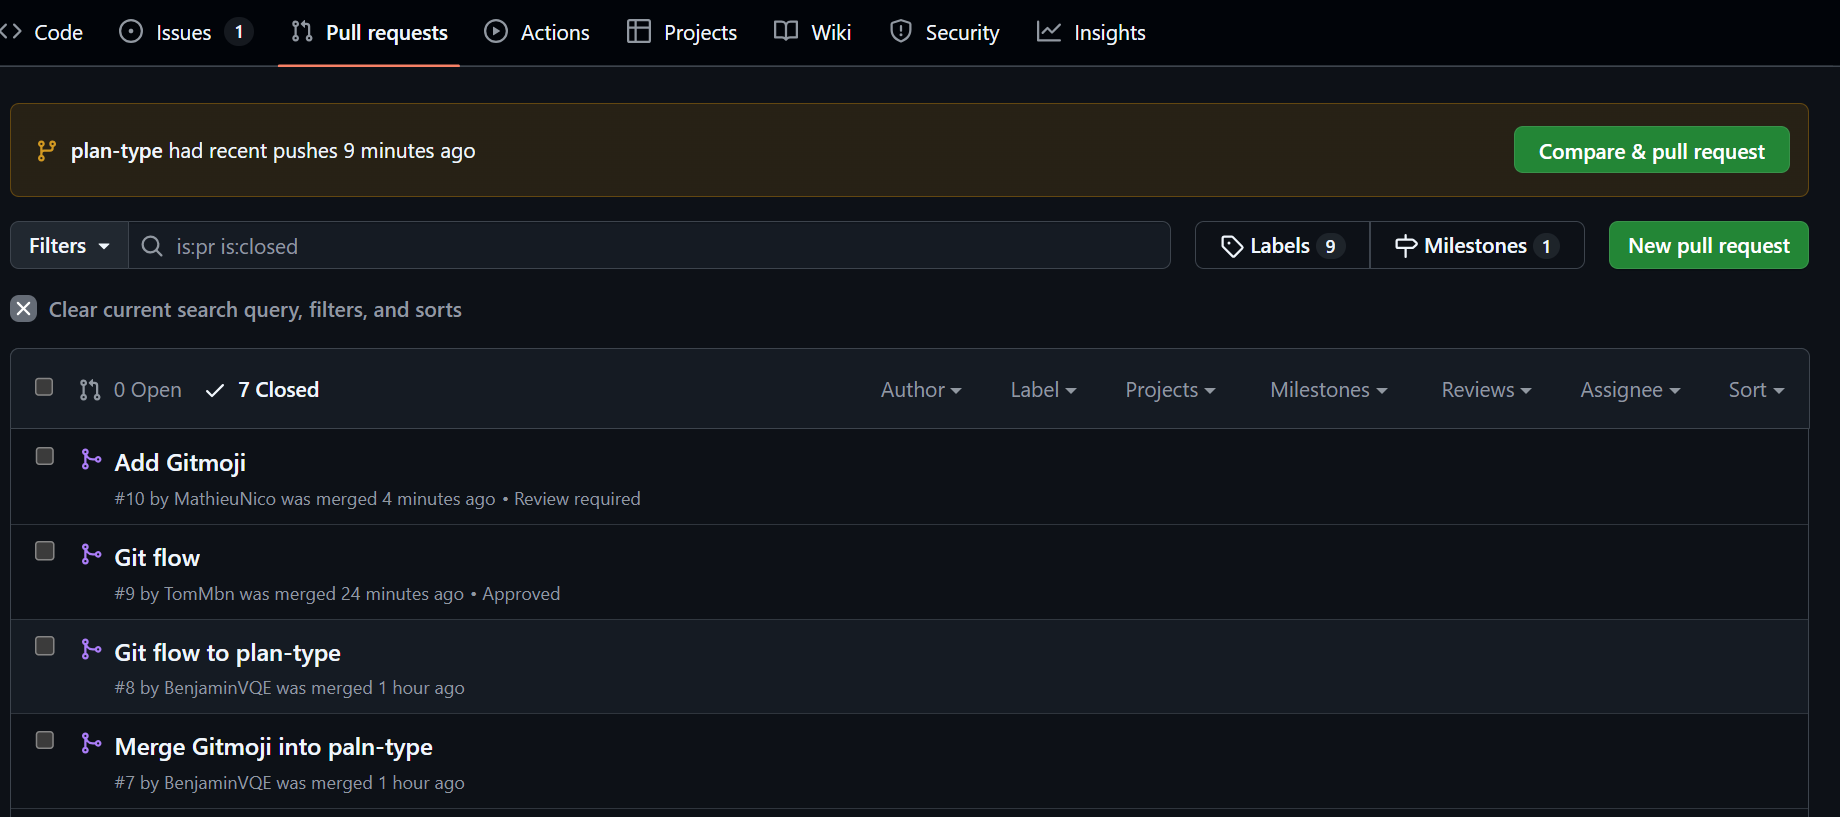 Code Issues 1 Pull requests Actions Projects Wiki Security Insights
plan-type had recent pushes 9 minutes ago Compare & pull request
Filters is:pr is:closed Labels 9 Milestones 1 New pull request
Clear current search query, filters, and sorts
0 Open 7 Closed Author Label Projects Milestones Reviews Assignee Sort
Add Gitmoji
#10 by MathieuNico was merged 4 minutes ago • Review required
Git flow
#9 by TomMbn was merged 24 minutes ago • Approved
Git flow to plan-type
#8 by BenjaminVQE was merged 1 hour ago
Merge Gitmoji into paln-type
#7 by BenjaminVQE was merged 1 hour ago